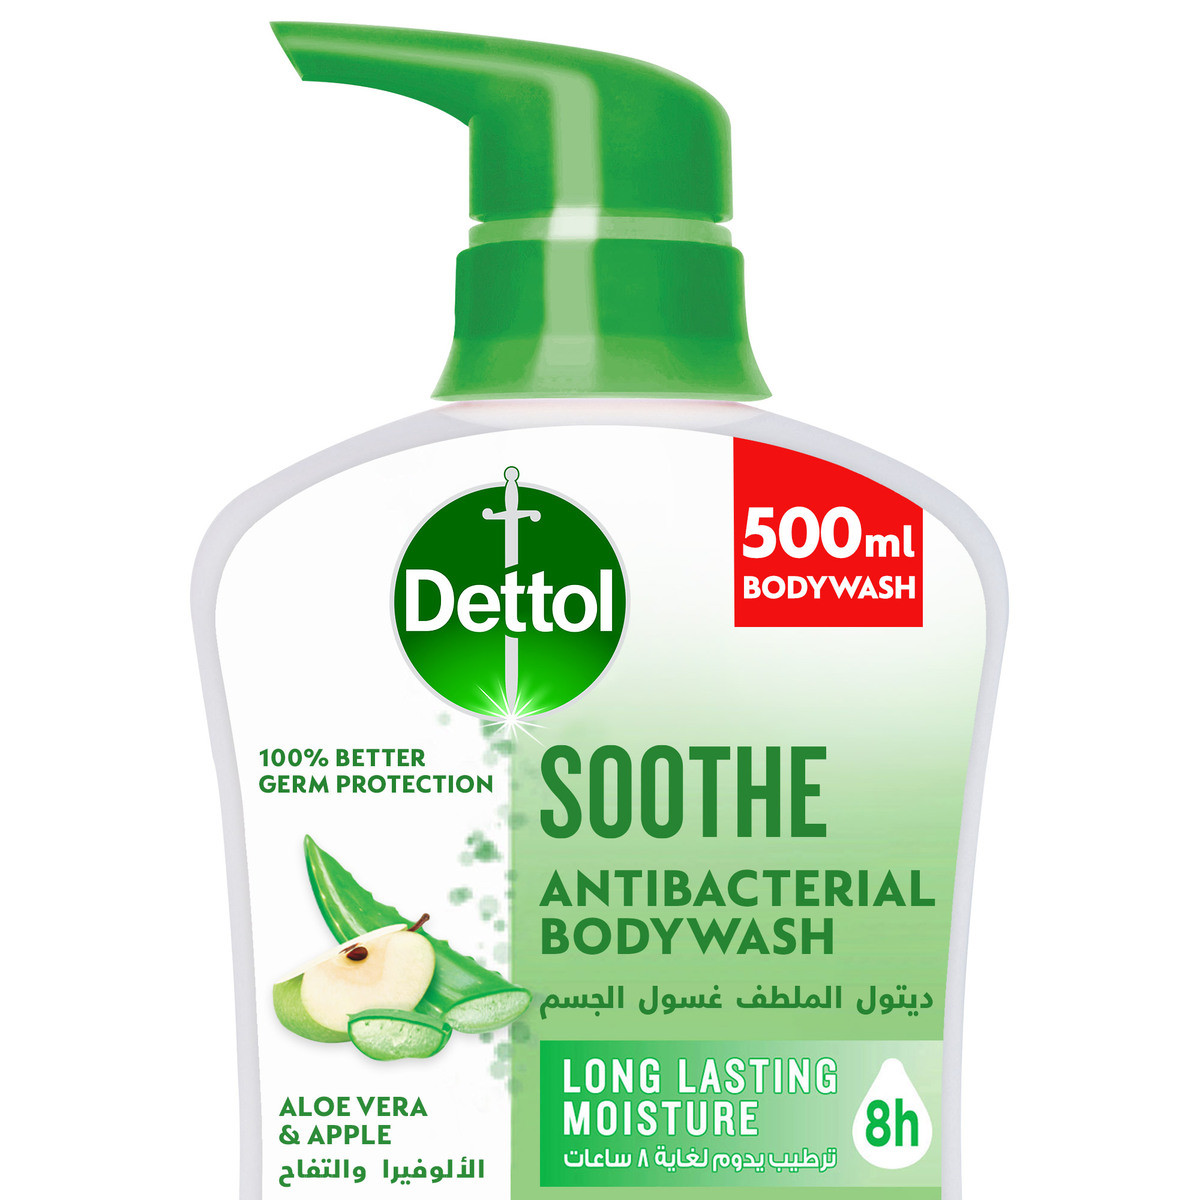 500ml
BODYWASH
Dettol
100% BETTER
GERM PROTECTION
SOOTHE
ANTIBACTERIAL
BODYWASH
ديتول الملطف غسول الجسم
LONG LASTING
MOISTURE
8h
ترطيب يدوم لغاية ٨ ساعات
ALOE VERA
& APPLE
الألوفيرا والتفاح